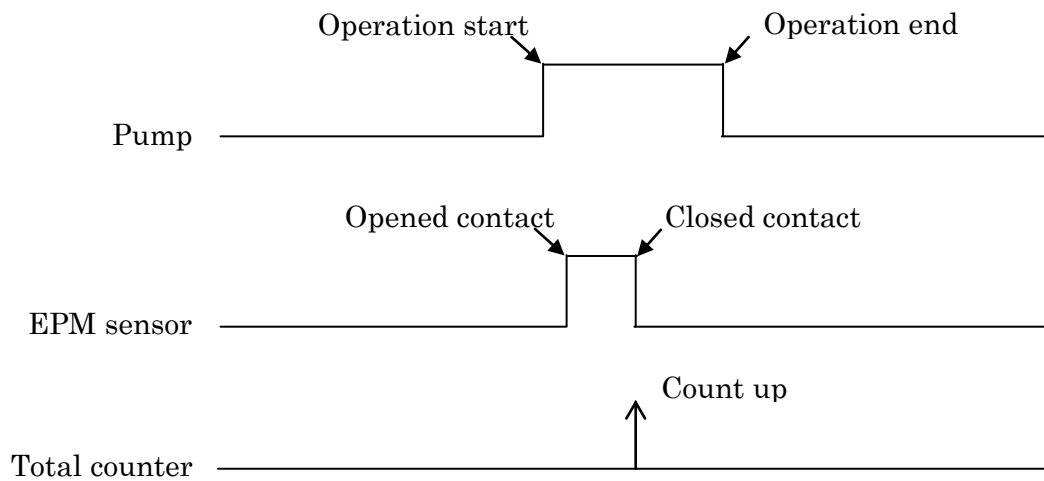 Operation start
Operation end
Pump
Opened contact
Closed contact
EPM sensor
Count up
Total counter